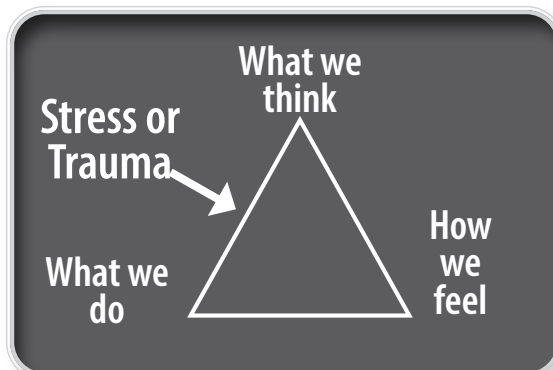 What we
think
Stress or
Trauma
What we
do
How
we
feel